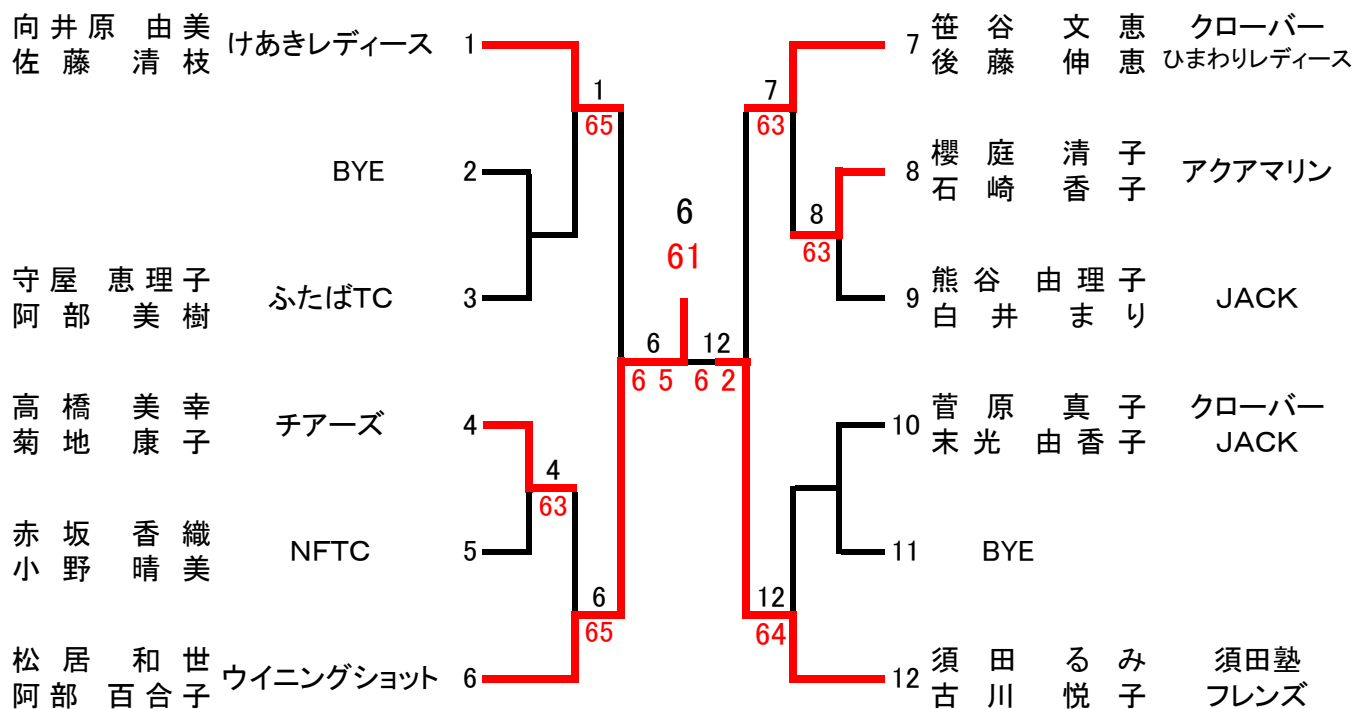 向井原 由美
佐藤 清枝
けあきレディース
1
BYE
2
守屋 恵理子
阿部 美樹
ふたばTC
3
高橋 美幸
菊地 康子
チアーズ
4
赤坂 香織
小野 晴美
NFTC
5
松居 和世
阿部 百合子
ウイニングショット
6
1
65
4
63
6
65
6
6 5
6
61
12
6 2
7
63
8
63
12
64
7
笹谷 文恵
後藤 伸恵
クローバー
ひまわりレディース
8
櫻庭 清子
石崎 香子
アクアマリン
9
熊谷 由理子
白井 まり
JACK
10
菅原 真子
末光 由香子
クローバー
JACK
11
BYE
12
須田 るみ
古川 悦子
須田塾
フレンズ